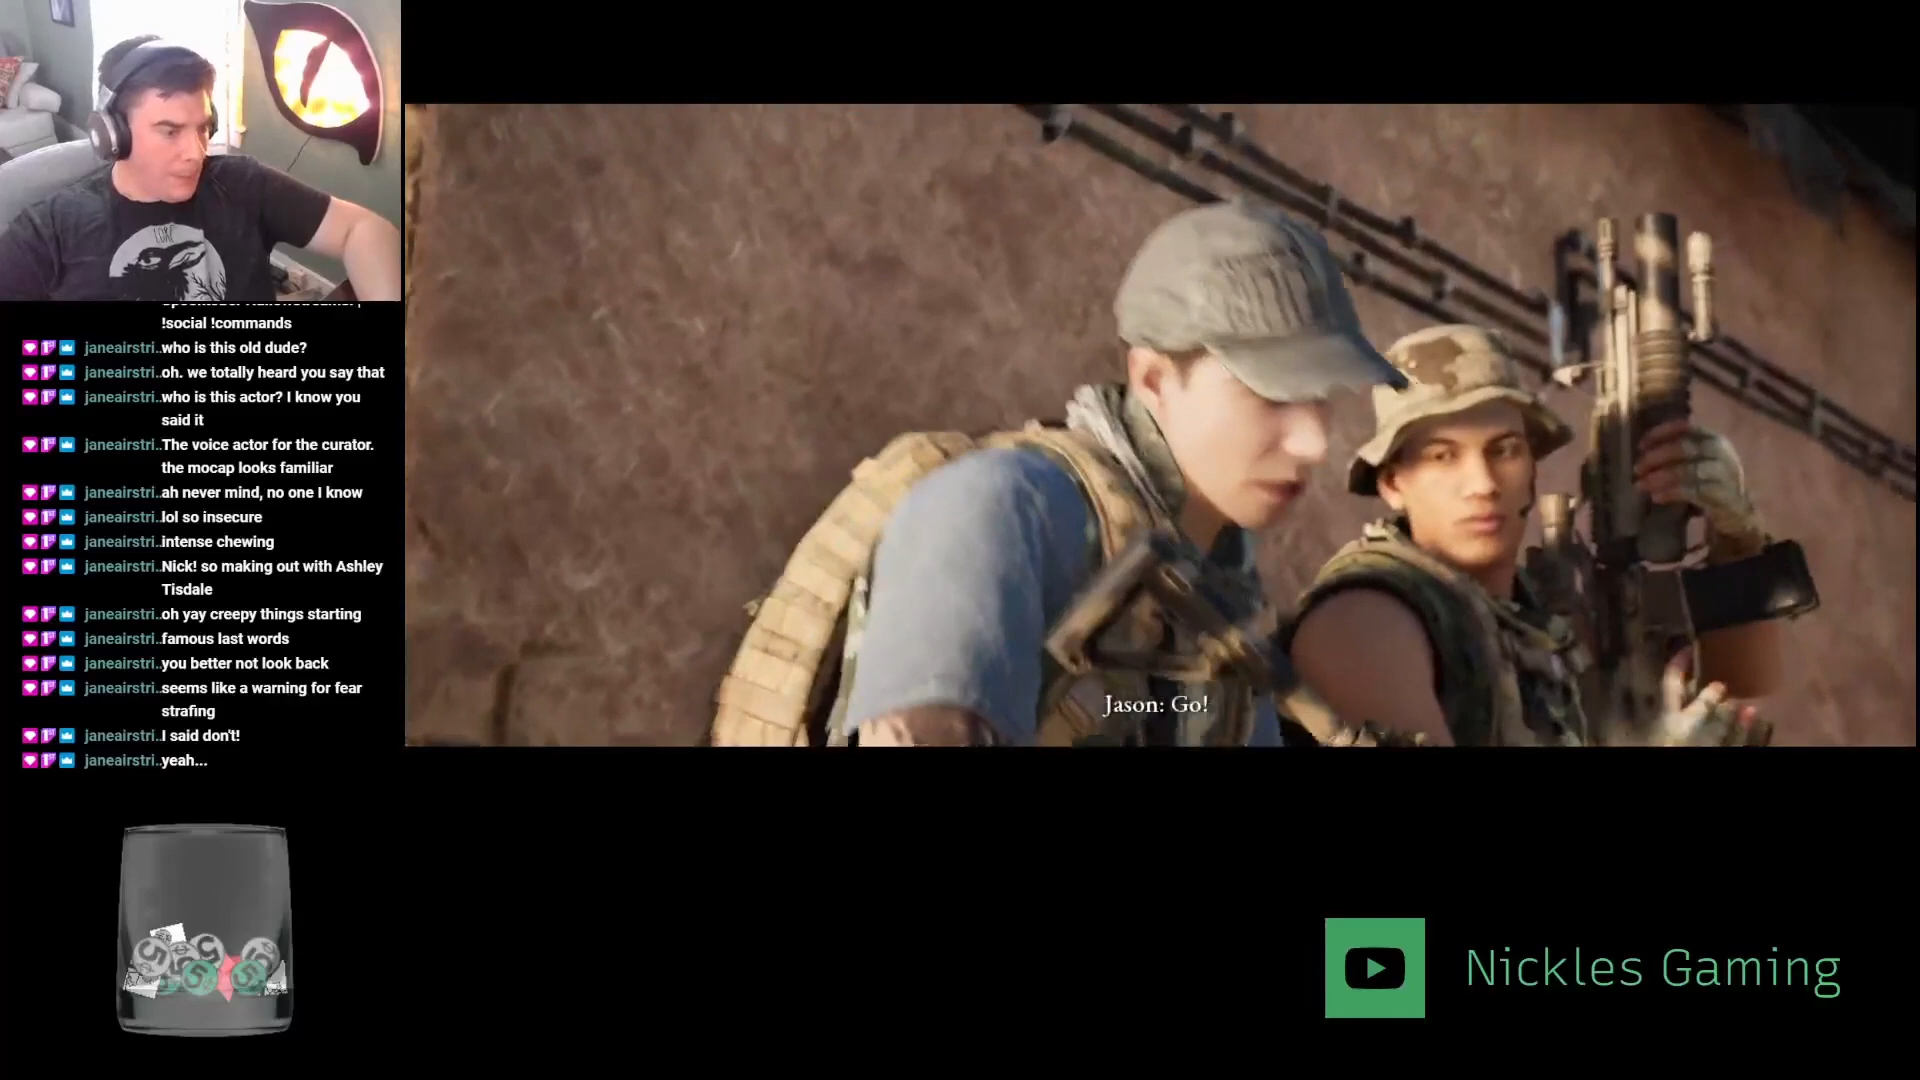 !social !commands
janeairstri..who is this old dude?
janeairstri..oh. we totally heard you say that
janeairstri..who is this actor? I know you
said it
janeairstri..The voice actor for the curator.
the mocap looks familiar
janeairstri..ah never mind, no one I know
janeairstri..lol so insecure
janeairstri..intense chewing
janeairstri..Nick! so making out with Ashley
Tisdale
janeairstri..oh yay creepy things starting
janeairstri..famous last words
janeairstri..you better not look back
janeairstri..seems like a warning for fear
strafing
janeairstri..I said don't!
janeairstri..yeah...
Jason: Go!
Nickles Gaming